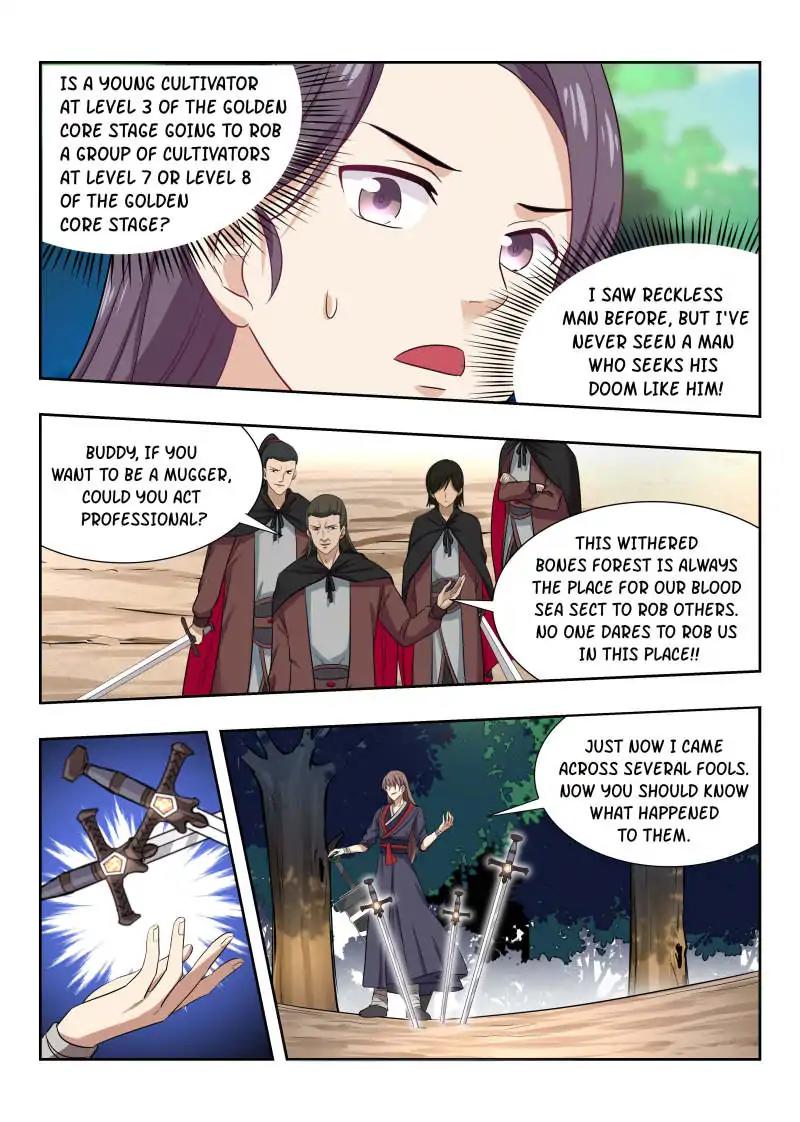 IS A YOUNG CULTIVATOR
AT LEVEL 3 OF THE GOLDEN
CORE STAGE GOING TO ROB
A GROUP OF CULTIVATORS
AT LEVEL 7 OR LEVEL 8
OF THE GOLDEN
CORE STAGE?
I SAW RECKLESS
MAN BEFORE, BUT I'VE
NEVER SEEN A MAN
WHO SEEKS HIS
DOOM LIKE HIM!
BUDDY, IF YOU
WANT TO BE A MUGGER,
COULD YOU ACT
PROFESSIONAL?
THIS WITHERED
BONES FOREST IS ALWAYS
THE PLACE FOR OUR BLOOD
SEA SECT TO ROB OTHERS.
NO ONE DARES TO ROB US
IN THIS PLACE!!
JUST NOW I CAME
ACROSS SEVERAL FOOLS.
NOW YOU SHOULD KNOW
WHAT HAPPENED
TO THEM.